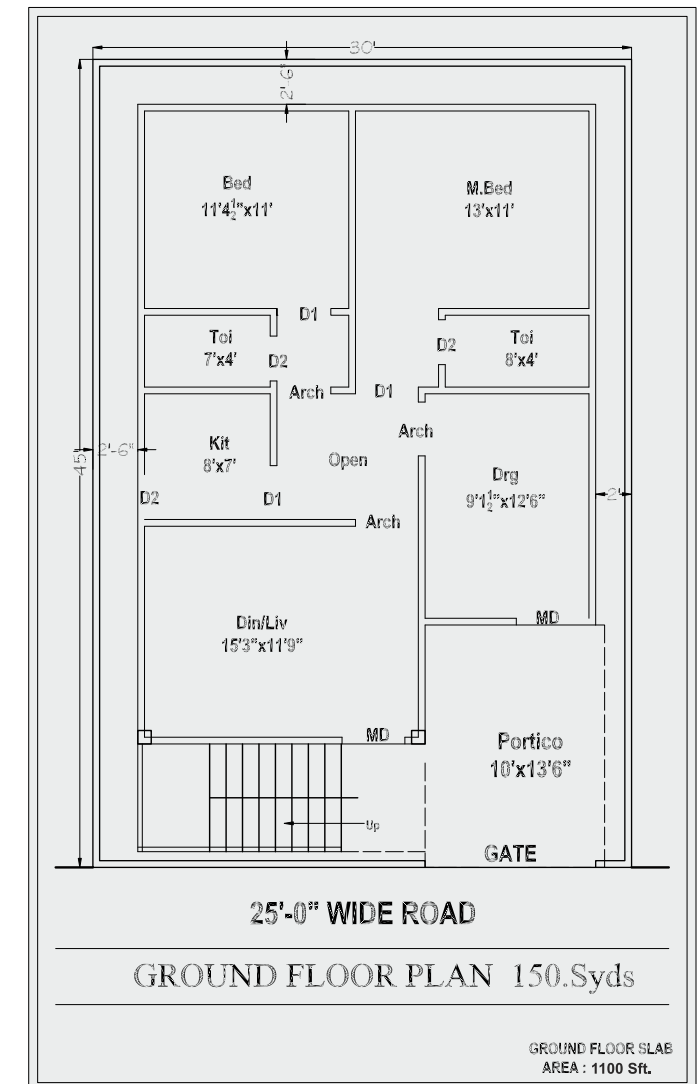 30'
2'-6"
Bed
11'4½"x11'
M.Bed
13'x11'
D1
Toi
7'x4'
D2
D2
Toi
8'x4'
Arch
D1
Arch
Kit
8'x7'
Open
45'
2'-6"
Drg
9'1½"x12'6"
2'
D2
D1
Arch
Din/Liv
15'3"x11'9"
MD
MD
Portico
10'x13'6"
Up
GATE
25'-0" WIDE ROAD
GROUND FLOOR PLAN 150.Syds
GROUND FLOOR SLAB
AREA : 1100 Sft.